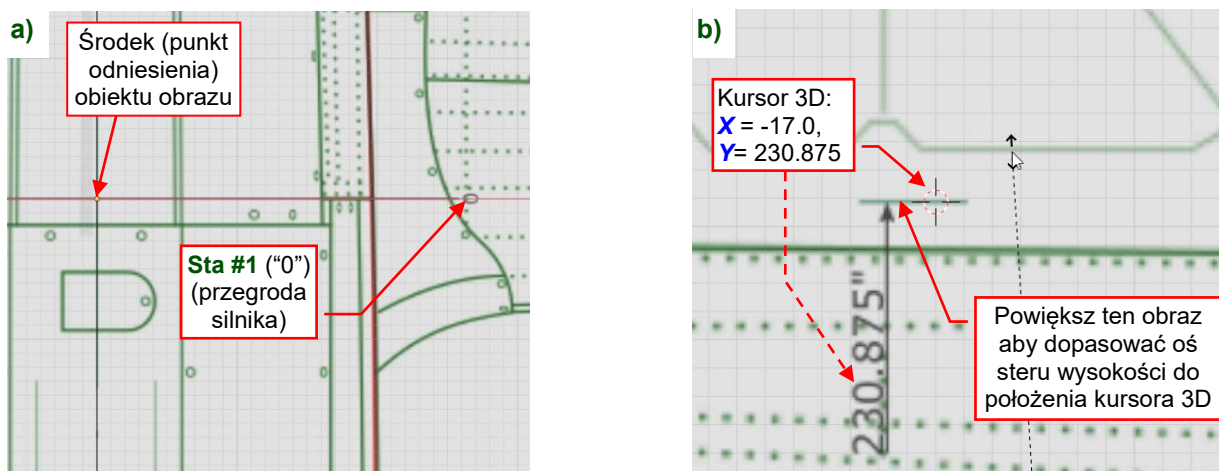 a)
Środek (punkt
odniesienia)
obiektu obrazu
Sta #1 (“0”)
(przegroda
silnika)
0
b)
Kursor 3D:
X = -17.0,
Y= 230.875
230.875"
Powiększ ten obraz
aby dopasować oś
steru wysokości do
położenia kursora 3D